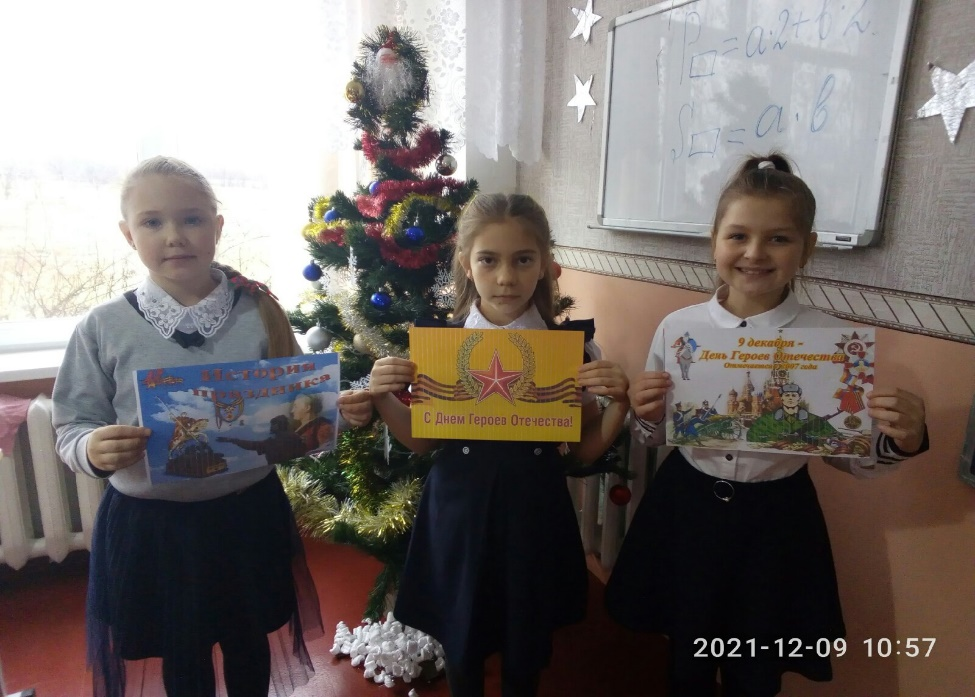 P▭ = a·2 + b·2.
S▭ = a · b
История
праздника
С Днем Героев Отечества!
9 декабря -
День Героев Отечества
2021-12-09 10:57